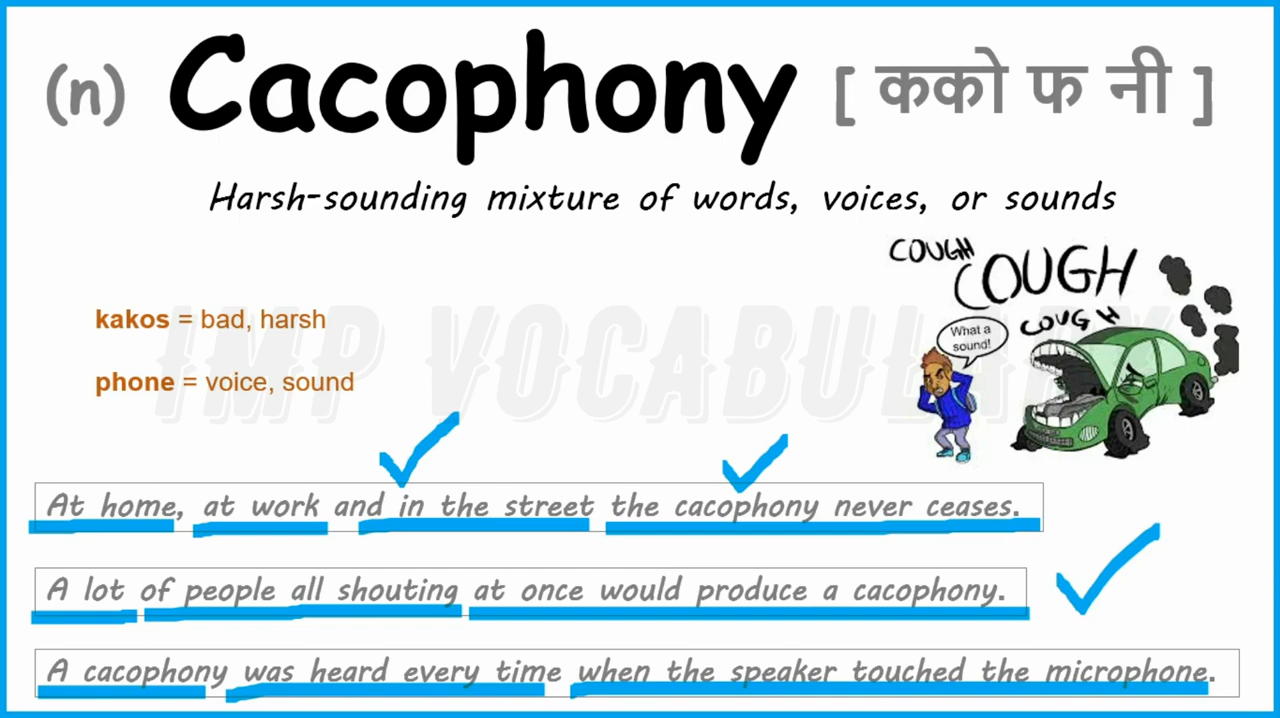 (n) Cacophony [ ककोफनी ]
Harsh-sounding mixture of words, voices, or sounds
COUGH
COUGH
COUGH
What a
sound!
kakos = bad, harsh
phone = voice, sound
IMP VOCABULARY
At home, at work and in the street the cacophony never ceases.
A lot of people all shouting at once would produce a cacophony.
A cacophony was heard every time when the speaker touched the microphone.